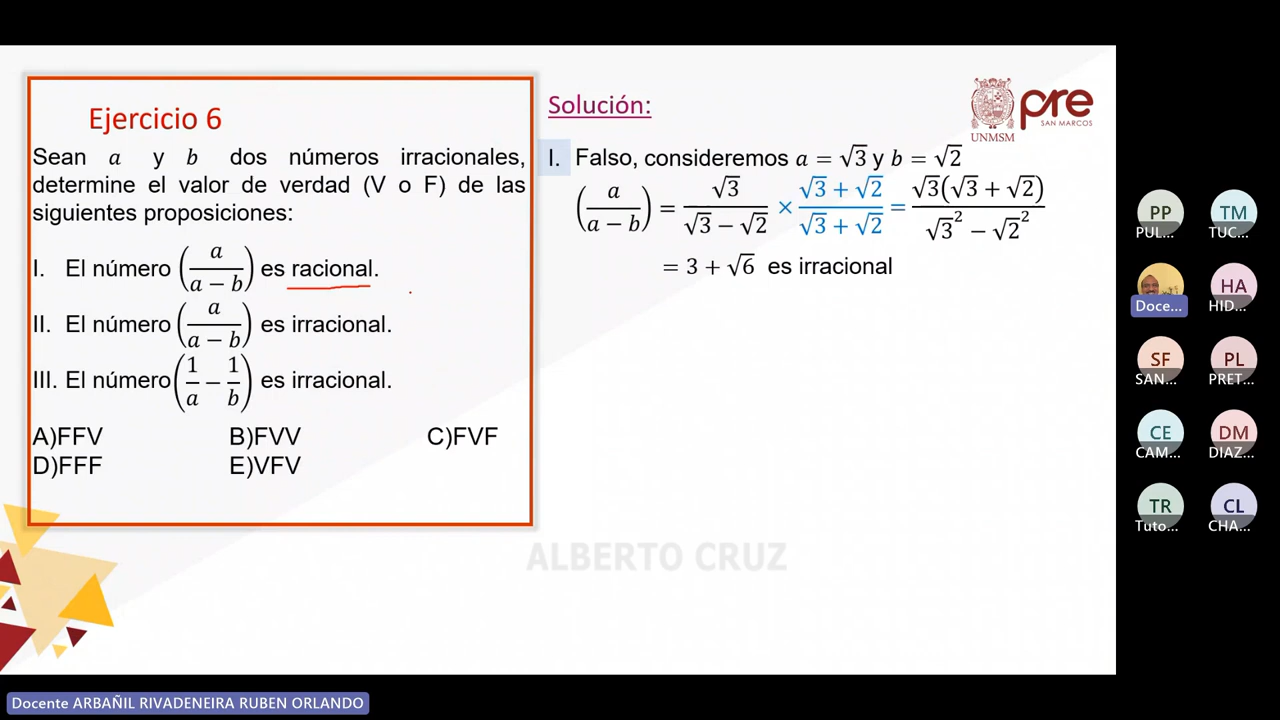 Ejercicio 6
Sean a y b dos números irracionales,
determine el valor de verdad (V o F) de las
siguientes proposiciones:
I. El número (a/(a − b)) es racional.
II. El número (a/(a − b)) es irracional.
III. El número (1/a − 1/b) es irracional.
A)FFV B)FVV C)FVF
D)FFF E)VFV
Solución:
I. Falso, consideremos a = √3 y b = √2
(a/(a − b)) = √3/(√3 − √2) × (√3 + √2)/(√3 + √2) = √3(√3 + √2)/(√3² − √2²)
= 3 + √6 es irracional
UNMSM
pre
SAN MARCOS
ALBERTO CRUZ
PP TM
PUL... TUC...
HA
Doce... HID...
SF PL
SAN... PRET...
CE DM
CAM... DIAZ...
TR CL
Tuto... CHA...
Docente ARBAÑIL RIVADENEIRA RUBEN ORLANDO